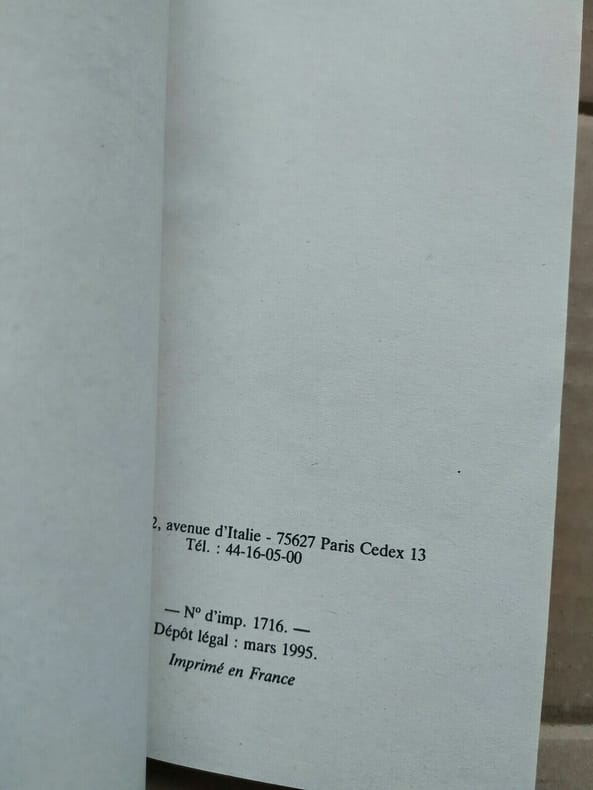 2, avenue d'Italie - 75627 Paris Cedex 13
Tél. : 44-16-05-00
— Nº d'imp. 1716. —
Dépôt légal : mars 1995.
Imprimé en France